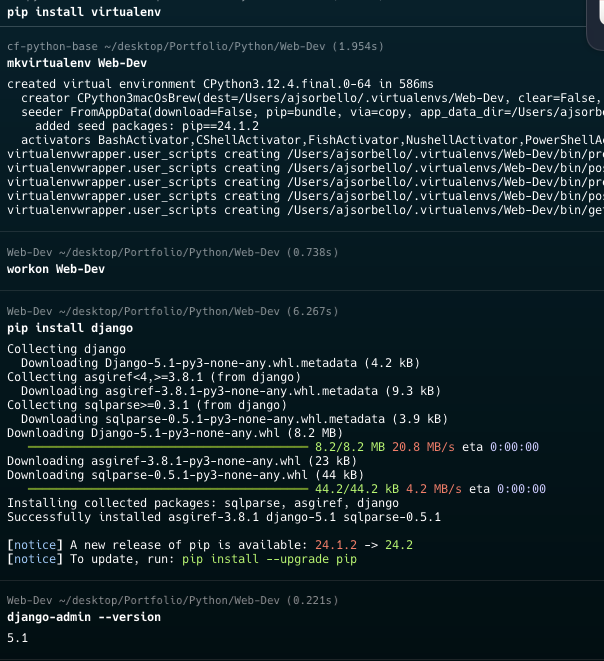 pip install virtualenv
cf-python-base ~/desktop/Portfolio/Python/Web-Dev (1.954s)
mkvirtualenv Web-Dev
created virtual environment CPython3.12.4.final.0-64 in 586ms
creator CPython3macOsBrew(dest=/Users/ajsorbello/.virtualenvs/Web-Dev, clear=False,
seeder FromAppData(download=False, pip=bundle, via=copy, app_data_dir=/Users/ajsorbe
added seed packages: pip==24.1.2
activators BashActivator,CShellActivator,FishActivator,NushellActivator,PowerShellA
virtualenvwrapper.user_scripts creating /Users/ajsorbello/.virtualenvs/Web-Dev/bin/pre
virtualenvwrapper.user_scripts creating /Users/ajsorbello/.virtualenvs/Web-Dev/bin/pos
virtualenvwrapper.user_scripts creating /Users/ajsorbello/.virtualenvs/Web-Dev/bin/pre
virtualenvwrapper.user_scripts creating /Users/ajsorbello/.virtualenvs/Web-Dev/bin/pos
virtualenvwrapper.user_scripts creating /Users/ajsorbello/.virtualenvs/Web-Dev/bin/get
Web-Dev ~/desktop/Portfolio/Python/Web-Dev (0.738s)
workon Web-Dev
Web-Dev ~/desktop/Portfolio/Python/Web-Dev (6.267s)
pip install django
Collecting django
Downloading Django-5.1-py3-none-any.whl.metadata (4.2 kB)
Collecting asgiref<4,>=3.8.1 (from django)
Downloading asgiref-3.8.1-py3-none-any.whl.metadata (9.3 kB)
Collecting sqlparse>=0.3.1 (from django)
Downloading sqlparse-0.5.1-py3-none-any.whl.metadata (3.9 kB)
Downloading Django-5.1-py3-none-any.whl (8.2 MB)
8.2/8.2 MB 20.8 MB/s eta 0:00:00
Downloading asgiref-3.8.1-py3-none-any.whl (23 kB)
Downloading sqlparse-0.5.1-py3-none-any.whl (44 kB)
44.2/44.2 kB 4.2 MB/s eta 0:00:00
Installing collected packages: sqlparse, asgiref, django
Successfully installed asgiref-3.8.1 django-5.1 sqlparse-0.5.1
[notice] A new release of pip is available: 24.1.2 -> 24.2
[notice] To update, run: pip install --upgrade pip
Web-Dev ~/desktop/Portfolio/Python/Web-Dev (0.221s)
django-admin --version
5.1